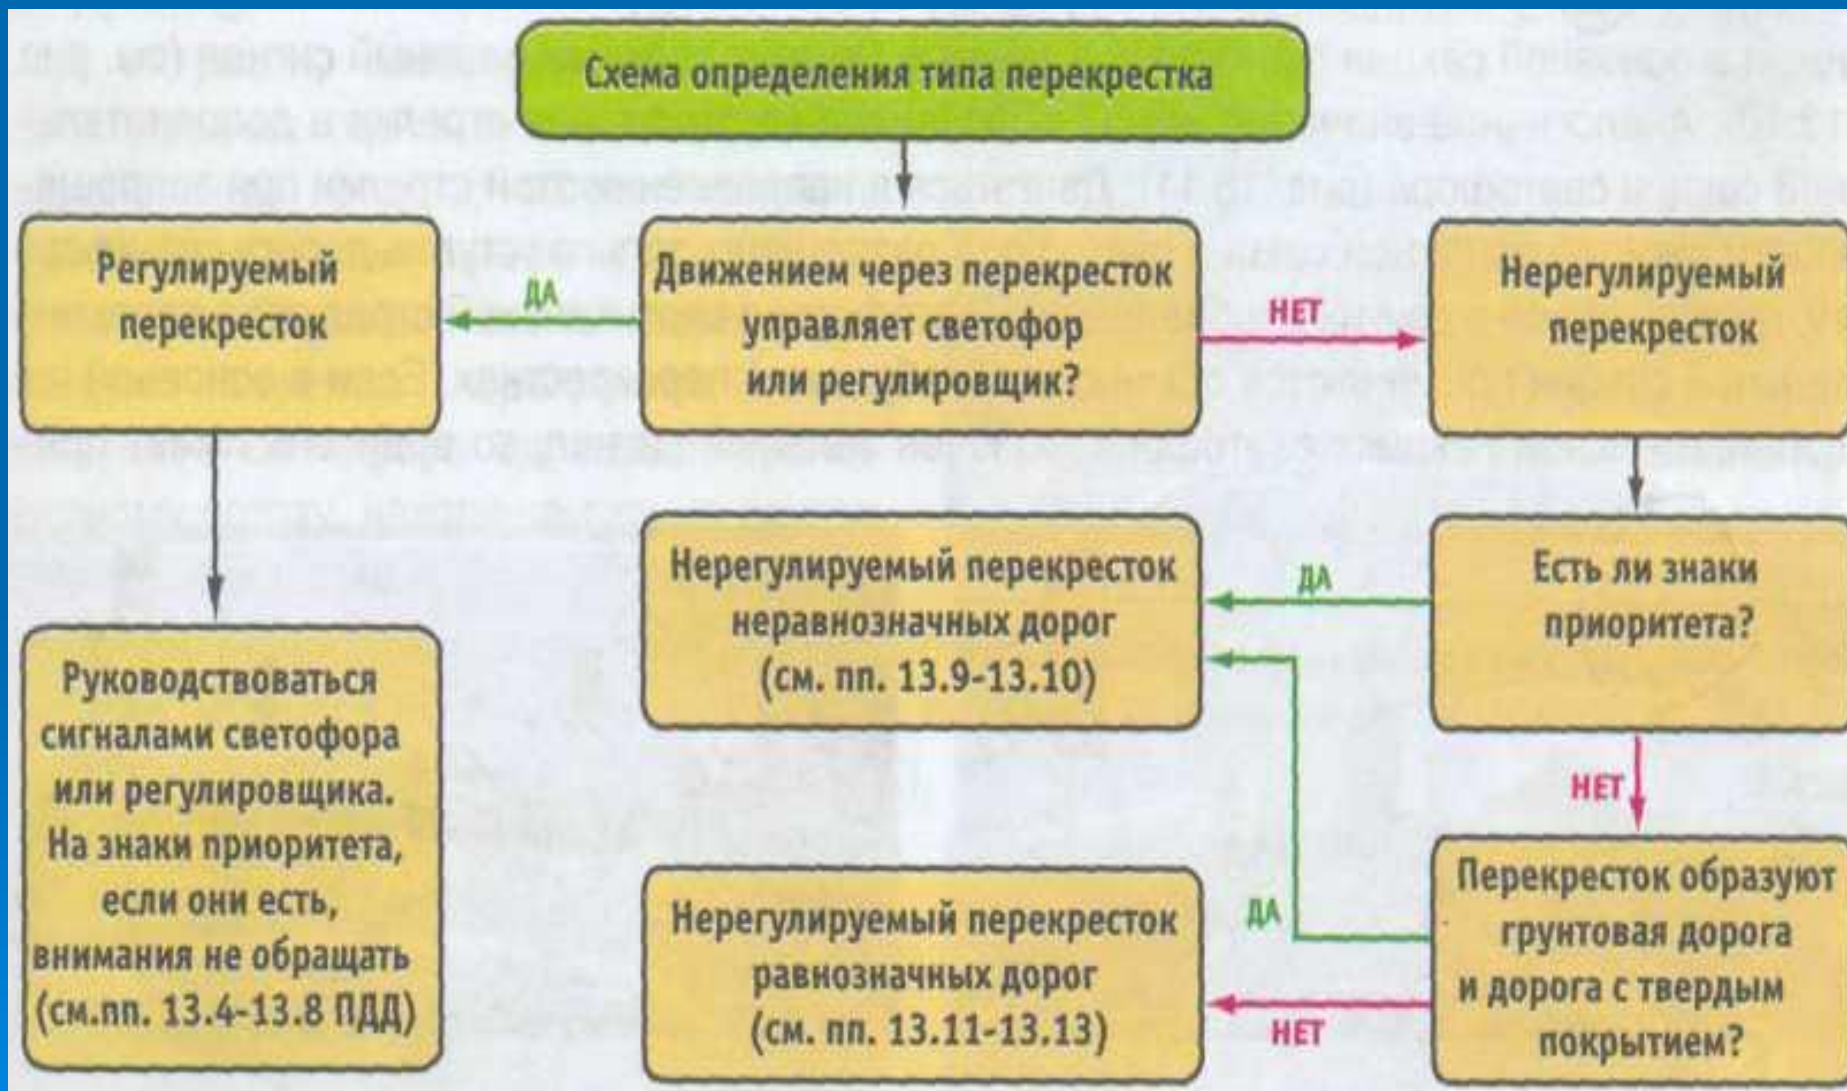 Схема определения типа перекрестка
Регулируемый
перекресток
ДА
Движением через перекресток
управляет светофор
или регулировщик?
НЕТ
Нерегулируемый
перекресток
Нерегулируемый перекресток
неравнозначных дорог
(см. пп. 13.9-13.10)
ДА
Есть ли знаки
приоритета?
Руководствоваться
сигналами светофора
или регулировщика.
На знаки приоритета,
если они есть,
внимания не обращать
(см.пп. 13.4-13.8 ПДД)
НЕТ
Нерегулируемый перекресток
равнозначных дорог
(см. пп. 13.11-13.13)
ДА
НЕТ
Перекресток образуют
грунтовая дорога
и дорога с твердым
покрытием?